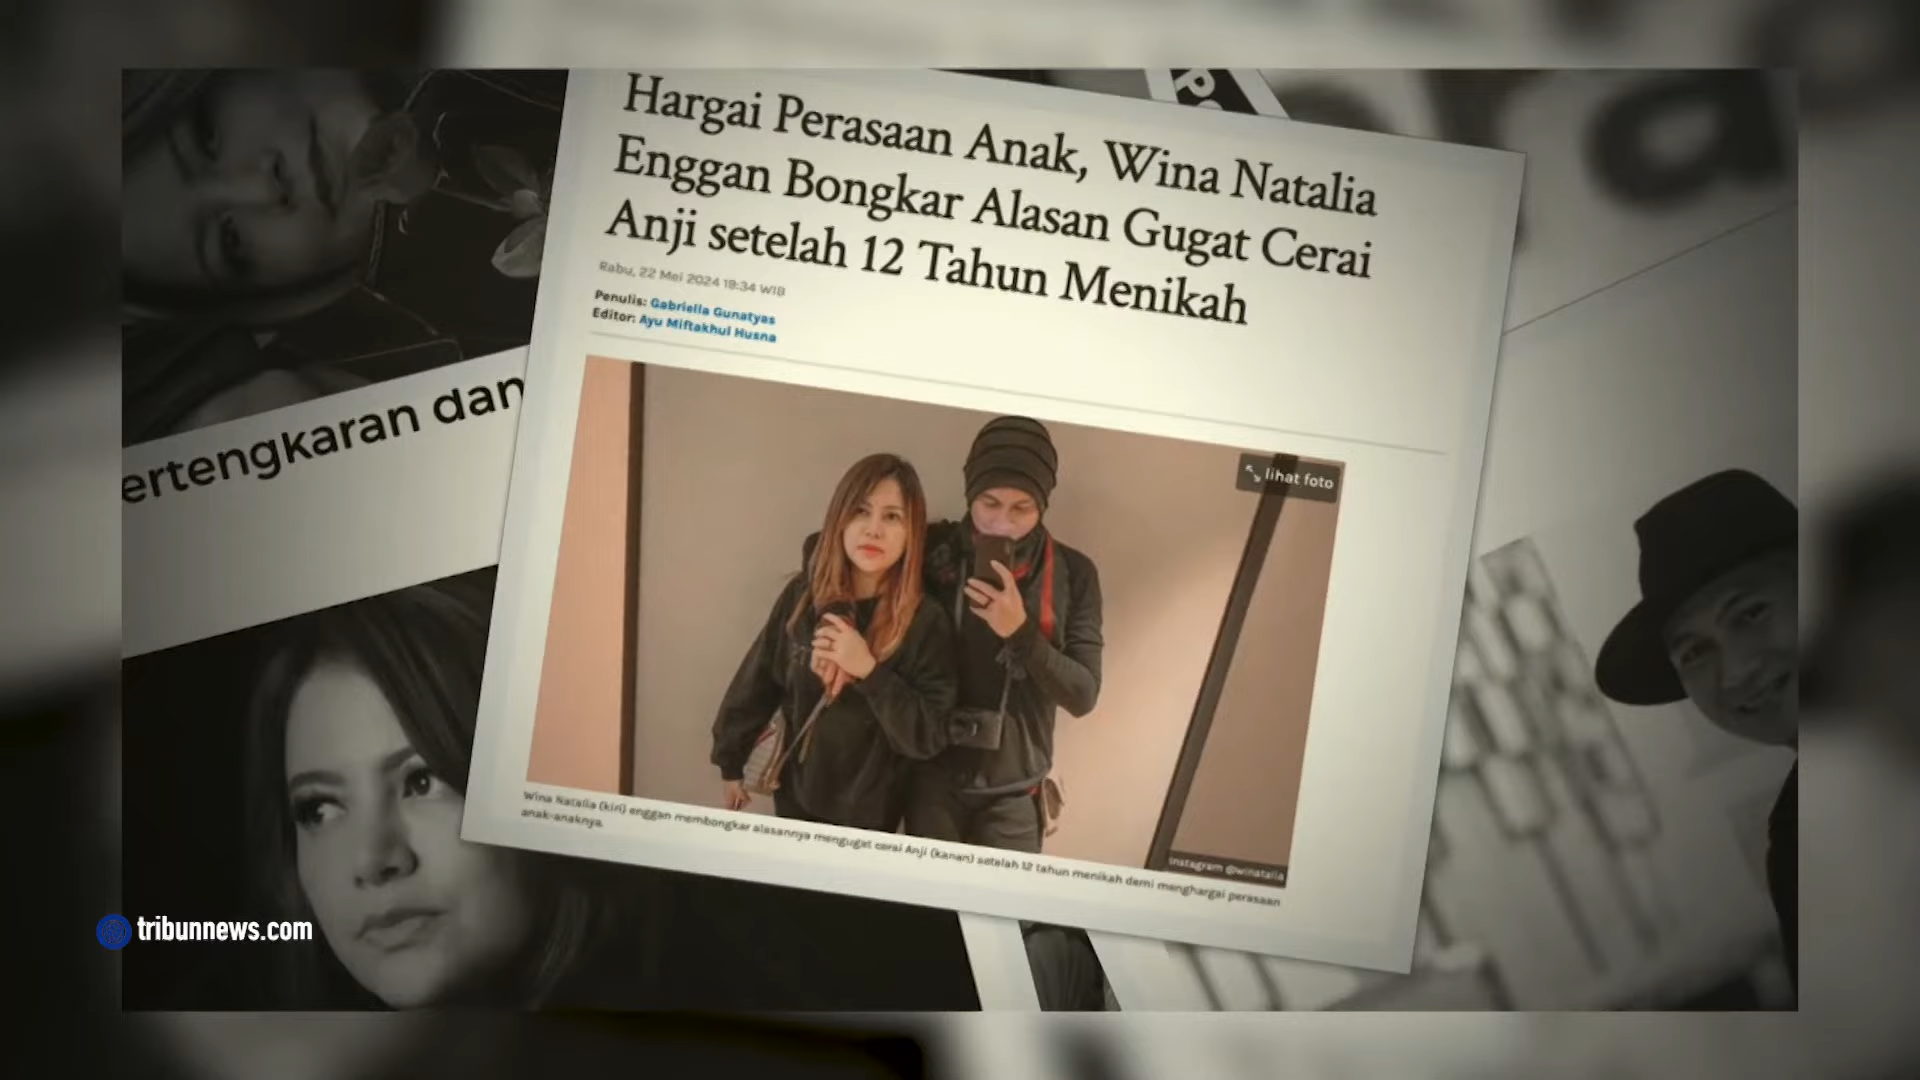 Hargai Perasaan Anak, Wina Natalia
Enggan Bongkar Alasan Gugat Cerai
Anji setelah 12 Tahun Menikah
Rabu, 22 Mei 2024 19:34 WIB
Penulis: Gabriella Gunatyas
Editor: Ayu Miftakhul Husna
ertengkaran dan
lihat foto
Instagram @winatalia
Wina Natalia (kiri) enggan membongkar alasannya mengugat cerai Anji (kanan) setelah 12 tahun menikah demi menghargai perasaan
anak-anaknya.
tribunnews.com